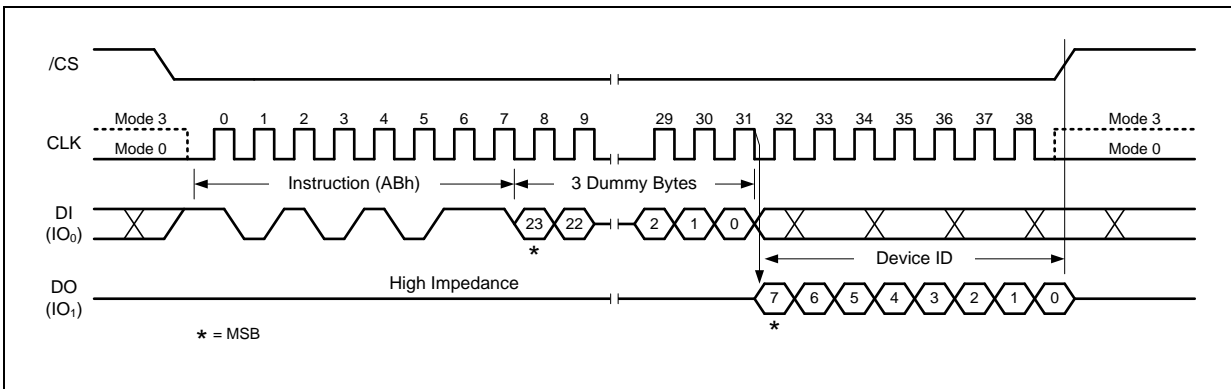 /CS
Mode 3 0 1 2 3 4 5 6 7 8 9 29 30 31 32 33 34 35 36 37 38 Mode 3
CLK
Mode 0 Mode 0
Instruction (ABh) 3 Dummy Bytes
DI
(IO₀)
23 22 2 1 0
*
Device ID
High Impedance
DO
(IO₁)
7 6 5 4 3 2 1 0
*
* = MSB